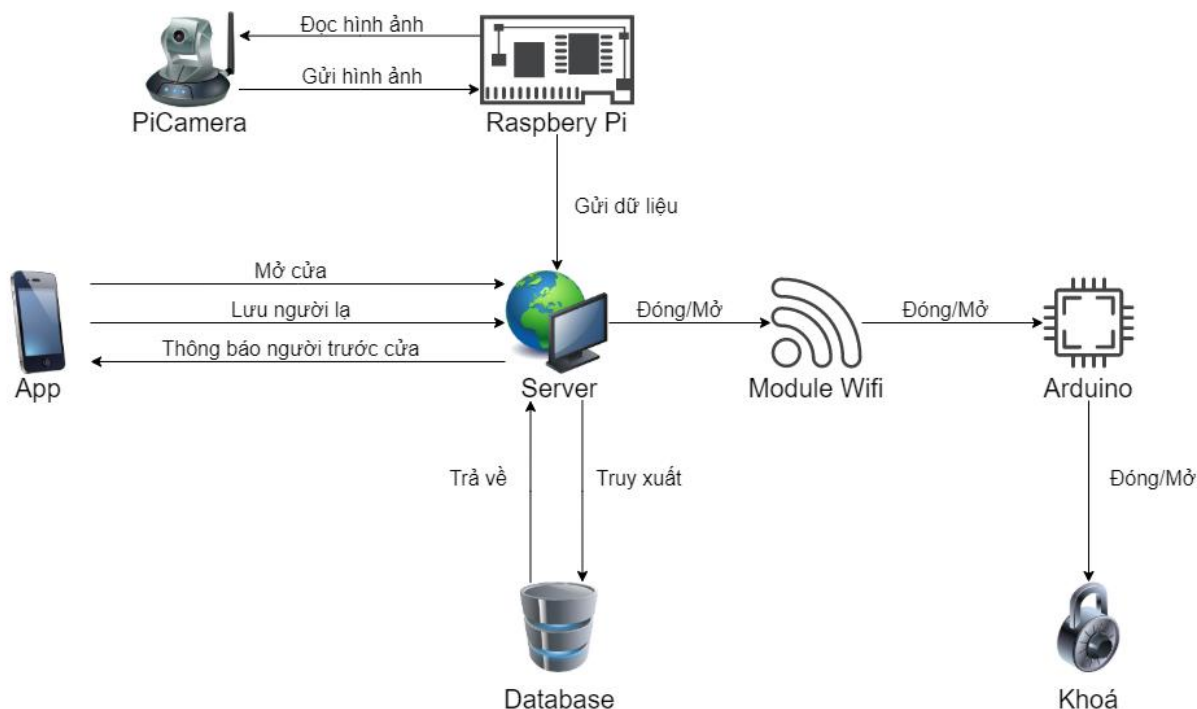 Đọc hình ảnh
Gửi hình ảnh
PiCamera
Raspbery Pi
Gửi dữ liệu
Mở cửa
Lưu người lạ
Thông báo người trước cửa
Đóng/Mở
Đóng/Mở
App
Server
Module Wifi
Arduino
Trả về
Truy xuất
Đóng/Mở
Database
Khoá